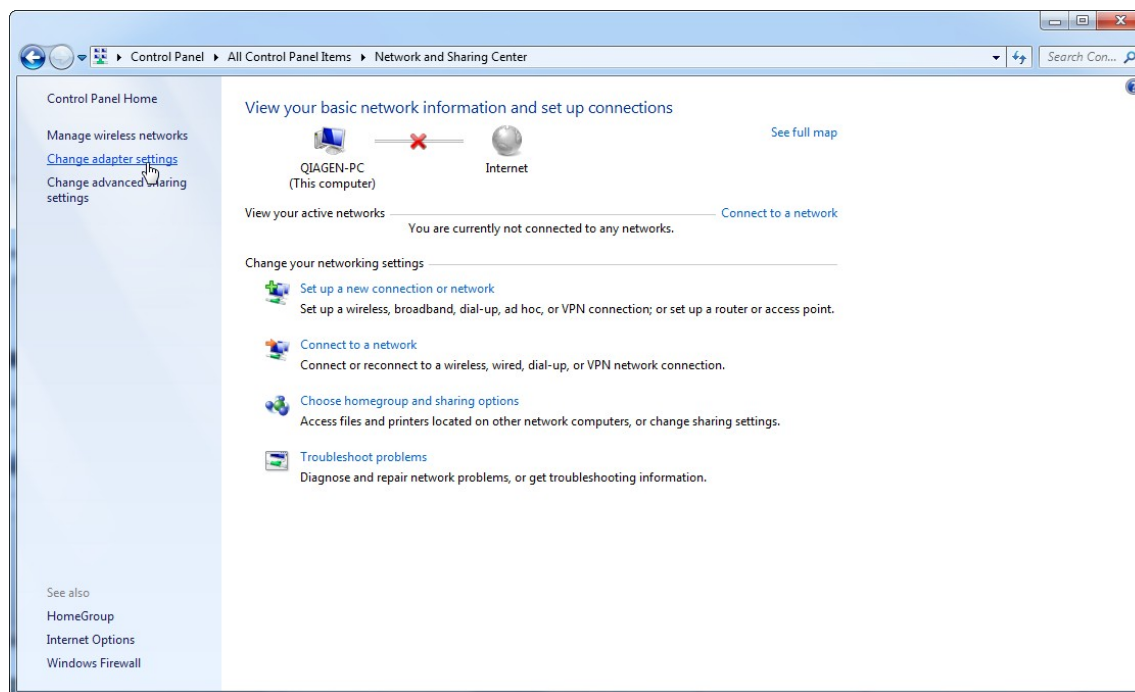 Control Panel ▸ All Control Panel Items ▸ Network and Sharing Center
Search Con...
Control Panel Home
Manage wireless networks
Change adapter settings
Change advanced sharing
settings
See also
HomeGroup
Internet Options
Windows Firewall
View your basic network information and set up connections
See full map
QIAGEN-PC
(This computer)
Internet
View your active networks
Connect to a network
You are currently not connected to any networks.
Change your networking settings
Set up a new connection or network
Set up a wireless, broadband, dial-up, ad hoc, or VPN connection; or set up a router or access point.
Connect to a network
Connect or reconnect to a wireless, wired, dial-up, or VPN network connection.
Choose homegroup and sharing options
Access files and printers located on other network computers, or change sharing settings.
Troubleshoot problems
Diagnose and repair network problems, or get troubleshooting information.